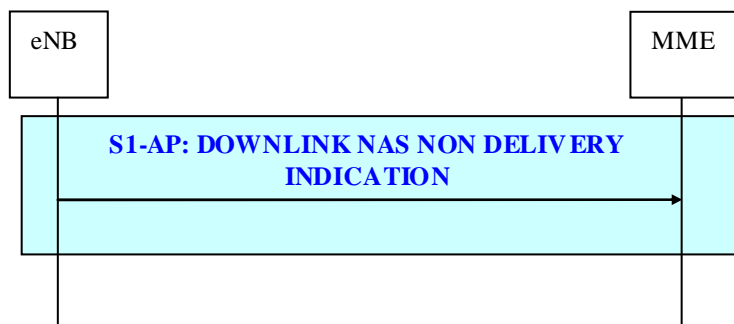 eNB
MME
S1-AP: DOWNLINK NAS NON DELIVERY
INDICATION